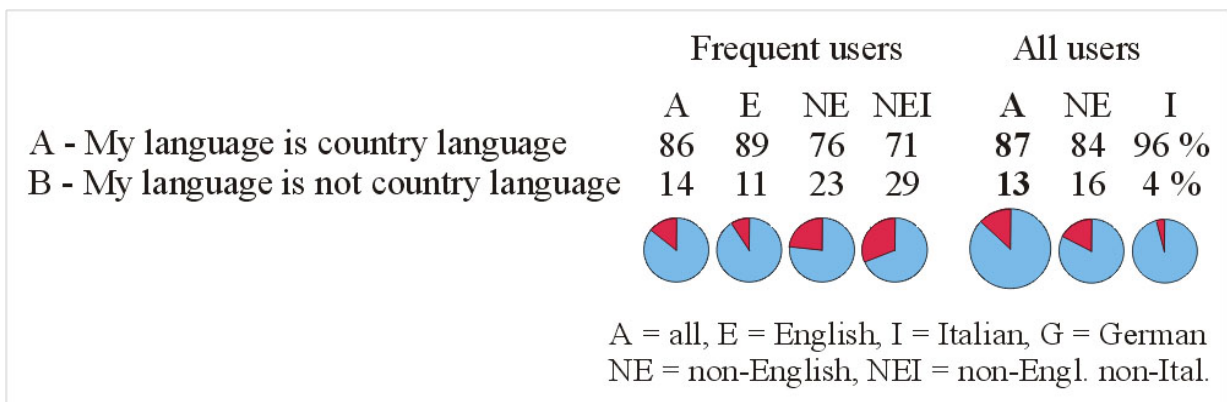 Frequent users All users
A E NE NEI A NE I
A - My language is country language 86 89 76 71 87 84 96 %
B - My language is not country language 14 11 23 29 13 16 4 %
A = all, E = English, I = Italian, G = German
NE = non-English, NEI = non-Engl. non-Ital.